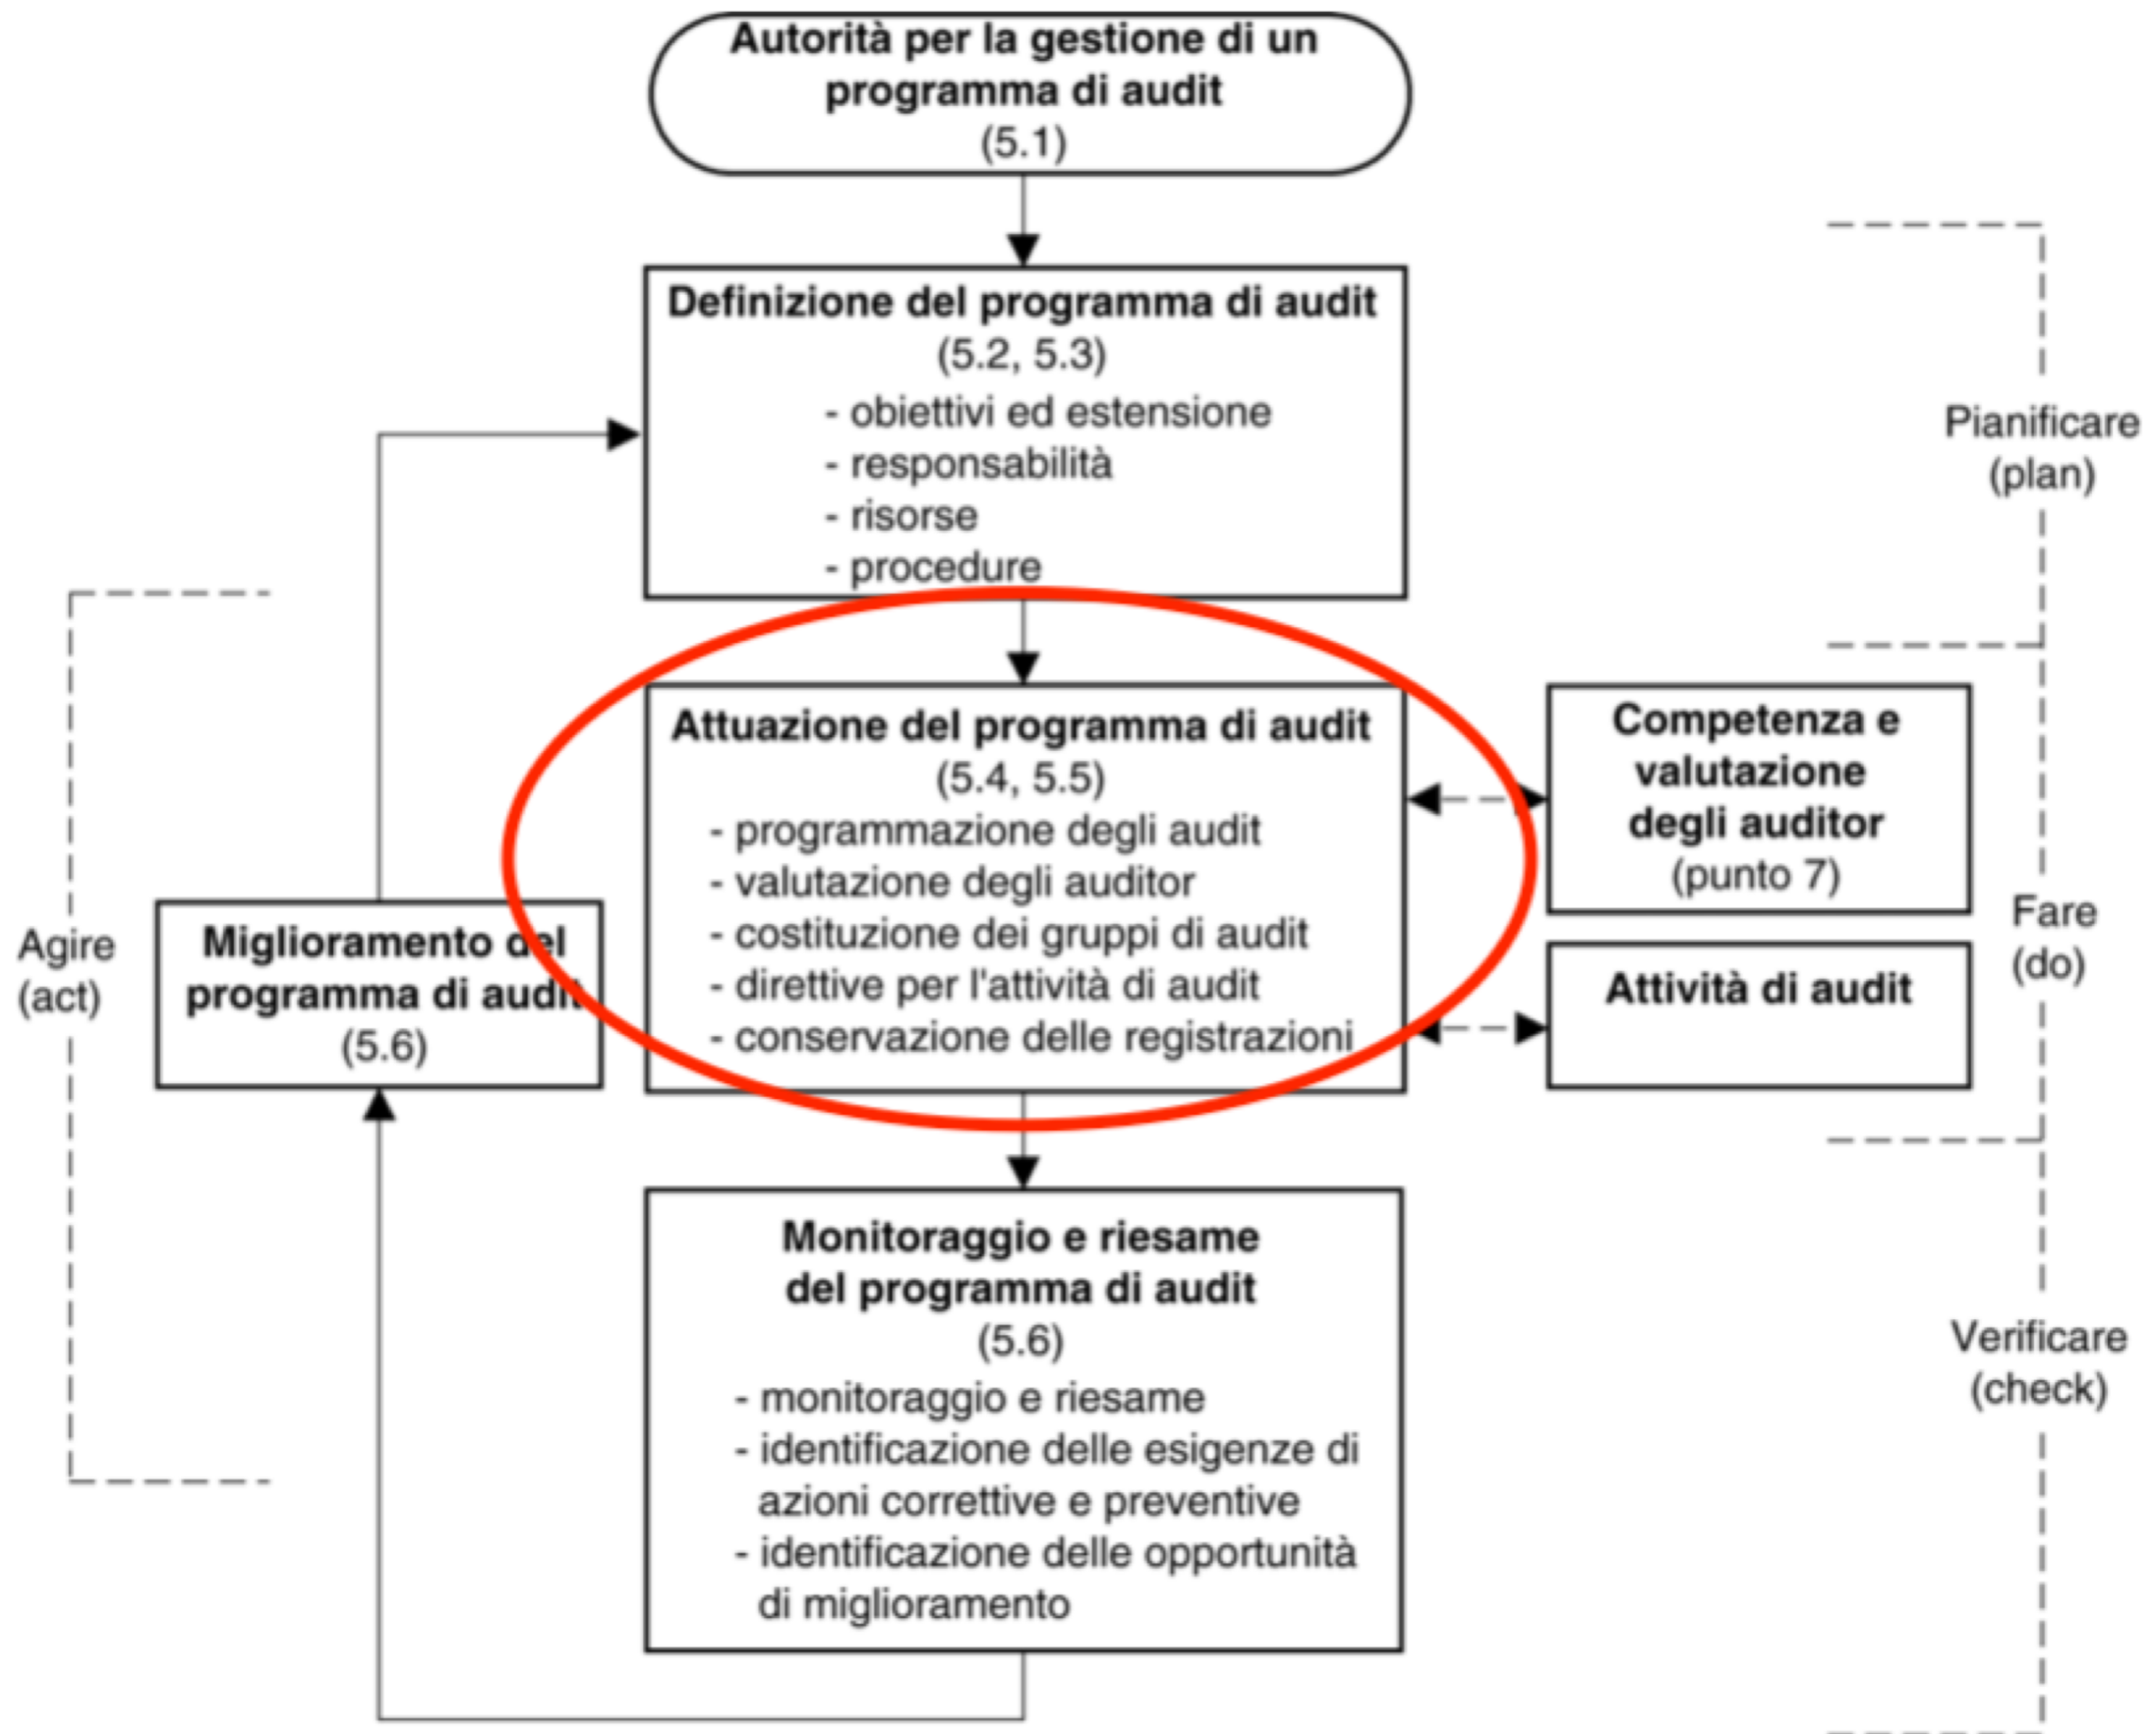 Autorità per la gestione di un
programma di audit
(5.1)
Definizione del programma di audit
(5.2, 5.3)
- obiettivi ed estensione
- responsabilità
- risorse
- procedure
Pianificare
(plan)
Attuazione del programma di audit
(5.4, 5.5)
- programmazione degli audit
- valutazione degli auditor
- costituzione dei gruppi di audit
- direttive per l'attività di audit
- conservazione delle registrazioni
Competenza e
valutazione
degli auditor
(punto 7)
Attività di audit
Fare
(do)
Agire
(act)
Miglioramento del
programma di audit
(5.6)
Monitoraggio e riesame
del programma di audit
(5.6)
- monitoraggio e riesame
- identificazione delle esigenze di
azioni correttive e preventive
- identificazione delle opportunità
di miglioramento
Verificare
(check)